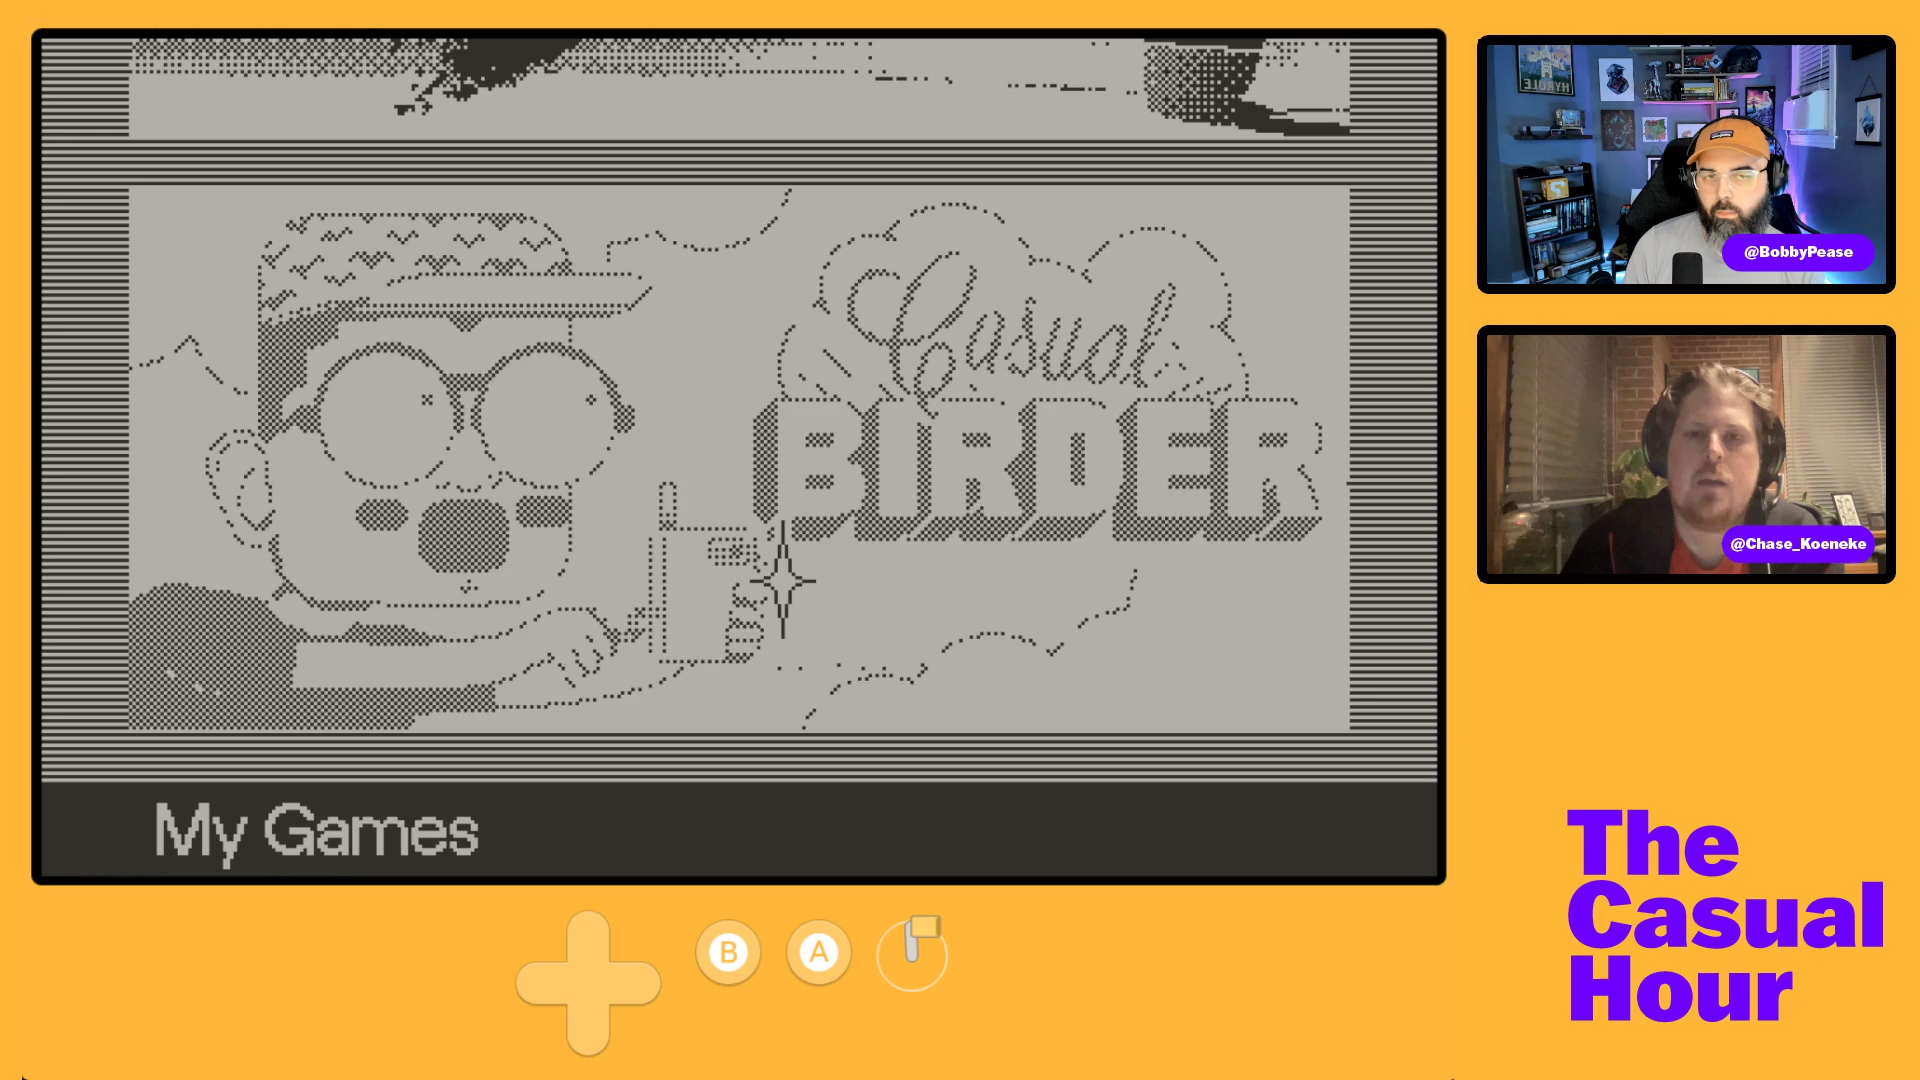 Casual
BIRDER
My Games
B
A
@BobbyPease
@Chase_Koeneke
The
Casual
Hour